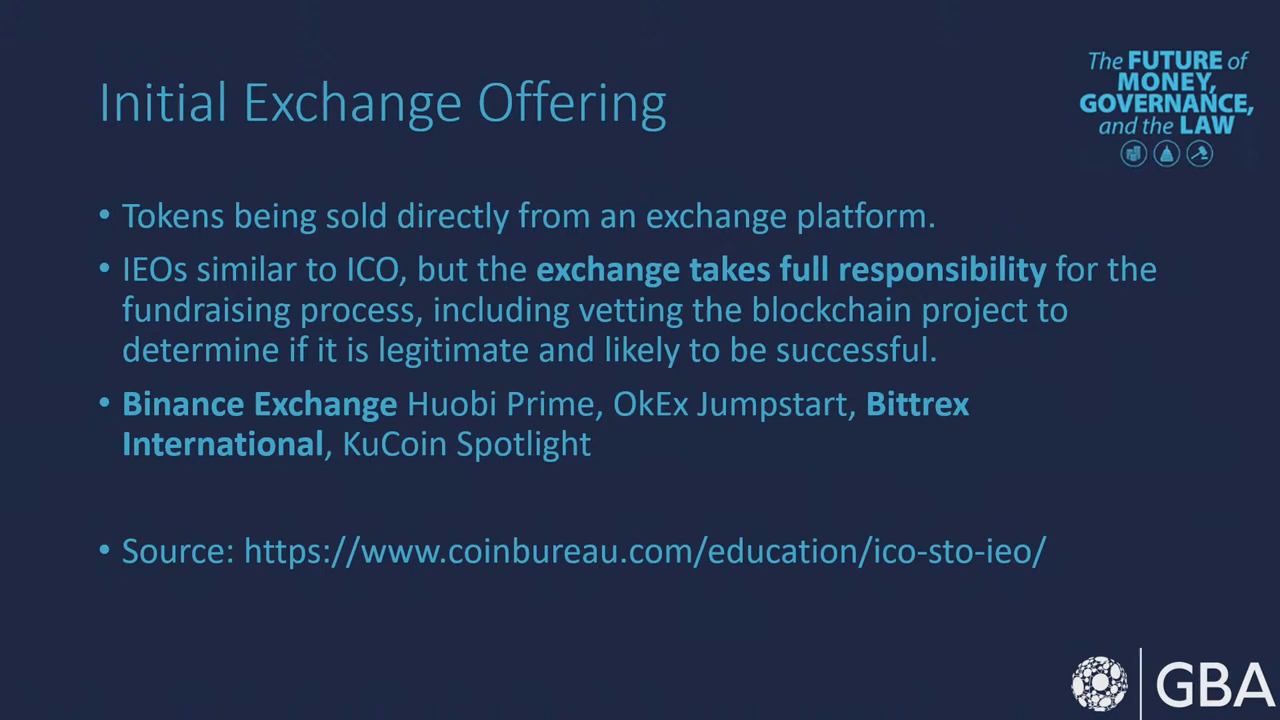 Initial Exchange Offering
The FUTURE of
MONEY,
GOVERNANCE,
and the LAW
• Tokens being sold directly from an exchange platform.
• IEOs similar to ICO, but the exchange takes full responsibility for the
fundraising process, including vetting the blockchain project to
determine if it is legitimate and likely to be successful.
• Binance Exchange Huobi Prime, OkEx Jumpstart, Bittrex
International, KuCoin Spotlight
• Source: https://www.coinbureau.com/education/ico-sto-ieo/
GBA